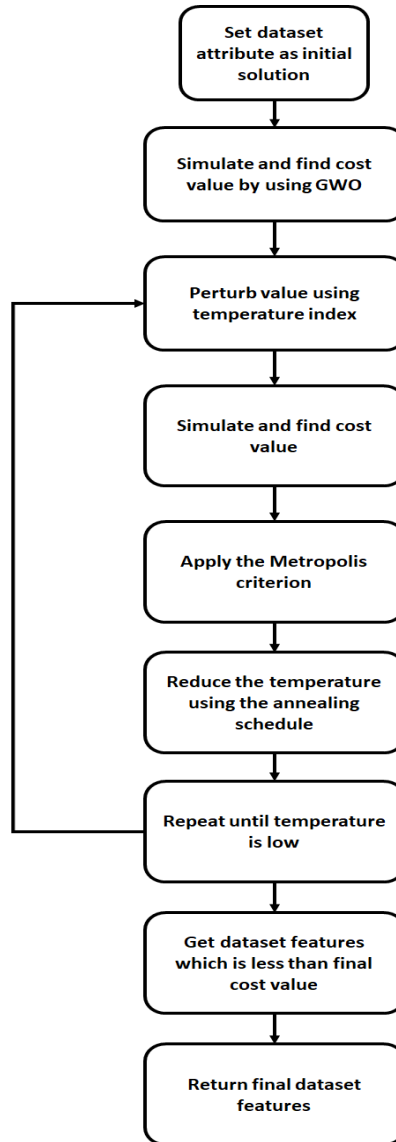 Set dataset
attribute as initial
solution
Simulate and find cost
value by using GWO
Perturb value using
temperature index
Simulate and find cost
value
Apply the Metropolis
criterion
Reduce the temperature
using the annealing
schedule
Repeat until temperature
is low
Get dataset features
which is less than final
cost value
Return final dataset
features